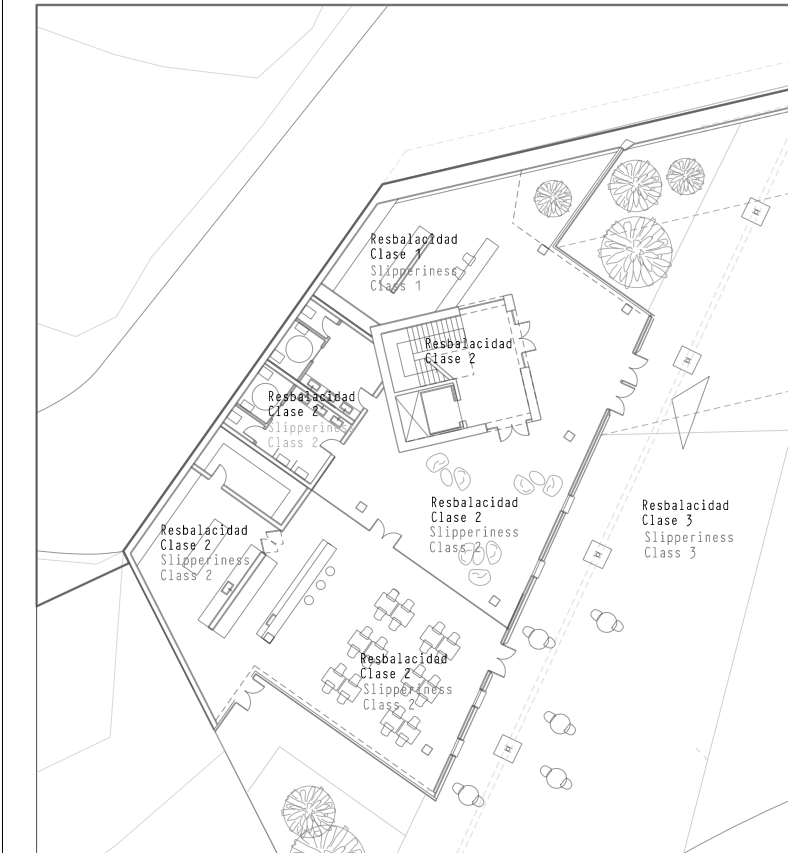 Resbalacidad
Clase 1
Slipperiness
Class 1
Resbalacidad
Clase 2
Resbalacidad
Clase 2
Slipperiness
Class 2
Resbalacidad
Clase 2
Slipperiness
Class 2
Resbalacidad
Clase 3
Slipperiness
Class 3
Resbalacidad
Clase 2
Slipperiness
Class 2
Resbalacidad
Clase 2
Slipperiness
Class 2